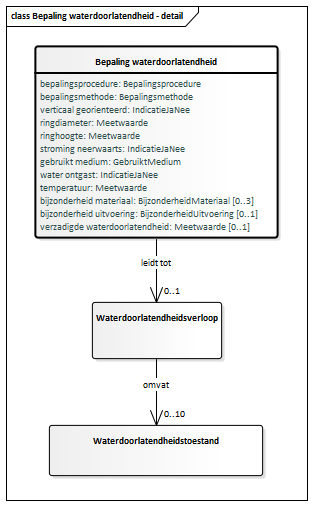 class Bepaling waterdoorlatendheid - detail
Bepaling waterdoorlatendheid
bepalingsprocedure: Bepalingsprocedure
bepalingsmethode: Bepalingsmethode
verticaal georienteerd: IndicatieJaNee
ringdiameter: Meetwaarde
ringhoogte: Meetwaarde
stroming neerwaarts: IndicatieJaNee
gebruikt medium: GebruiktMedium
water ontgast: IndicatieJaNee
temperatuur: Meetwaarde
bijzonderheid materiaal: BijzonderheidMateriaal [0..3]
bijzonderheid uitvoering: BijzonderheidUitvoering [0..1]
verzadigde waterdoorlatendheid: Meetwaarde [0..1]
leidt tot
0..1
Waterdoorlatendheidsverloop
omvat
0..10
Waterdoorlatendheidstoestand